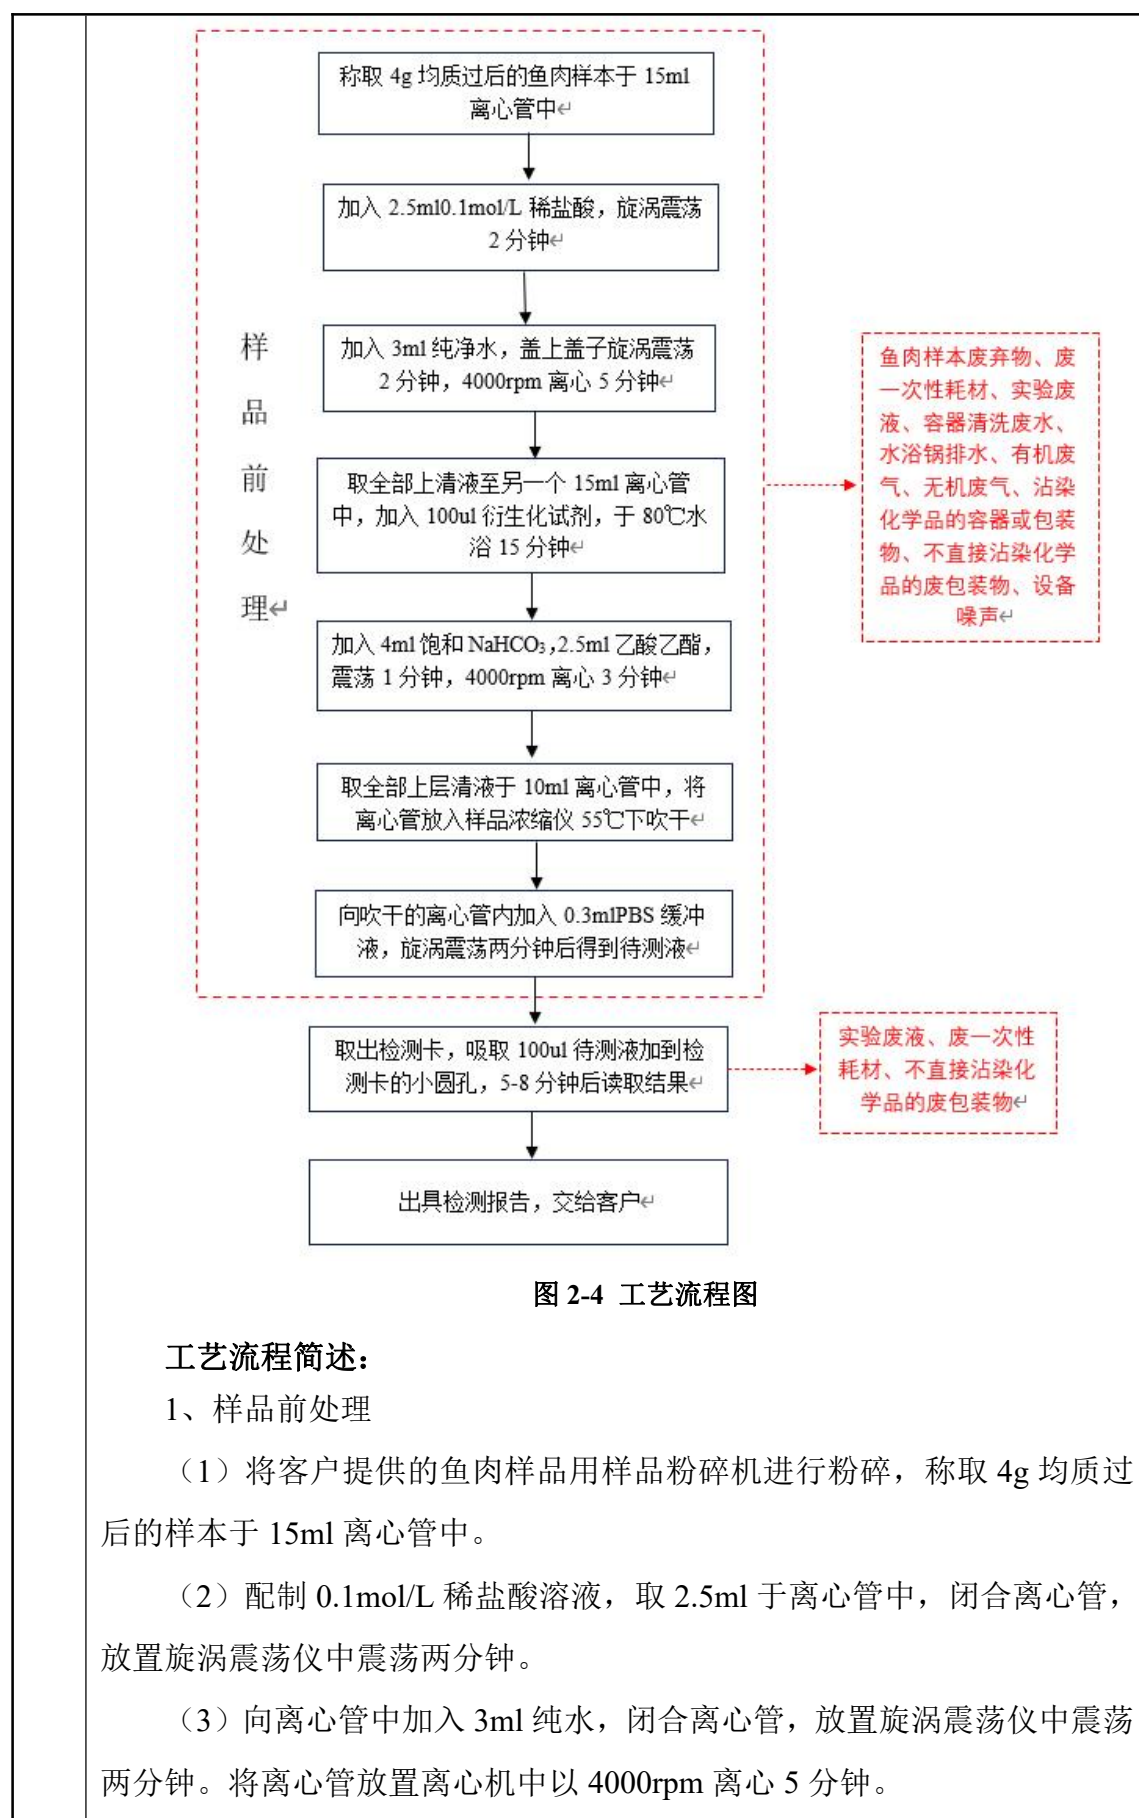 称取 4g 均质过后的鱼肉样本于 15ml
离心管中↵
加入 2.5ml0.1mol/L 稀盐酸，旋涡震荡
2 分钟↵
加入 3ml 纯净水，盖上盖子旋涡震荡
2 分钟，4000rpm 离心 5 分钟↵
取全部上清液至另一个 15ml 离心管
中，加入 100ul 衍生化试剂，于 80℃水
浴 15 分钟↵
加入 4ml 饱和 NaHCO₃,2.5ml 乙酸乙酯，
震荡 1 分钟，4000rpm 离心 3 分钟↵
取全部上层清液于 10ml 离心管中，将
离心管放入样品浓缩仪 55℃下吹干↵
向吹干的离心管内加入 0.3mlPBS 缓冲
液，旋涡震荡两分钟后得到待测液↵
样
品
前
处
理↵
鱼肉样本废弃物、废
一次性耗材、实验废
液、容器清洗废水、
水浴锅排水、有机废
气、无机废气、沾染
化学品的容器或包装
物、不直接沾染化学
品的废包装物、设备
噪声↵
取出检测卡，吸取 100ul 待测液加到检
测卡的小圆孔，5-8 分钟后读取结果↵
实验废液、废一次性
耗材、不直接沾染化
学品的废包装物↵
出具检测报告，交给客户↵
图 2-4 工艺流程图
工艺流程简述：
1、样品前处理
（1）将客户提供的鱼肉样品用样品粉碎机进行粉碎，称取 4g 均质过
后的样本于 15ml 离心管中。
（2）配制 0.1mol/L 稀盐酸溶液，取 2.5ml 于离心管中，闭合离心管，
放置旋涡震荡仪中震荡两分钟。
（3）向离心管中加入 3ml 纯水，闭合离心管，放置旋涡震荡仪中震荡
两分钟。将离心管放置离心机中以 4000rpm 离心 5 分钟。